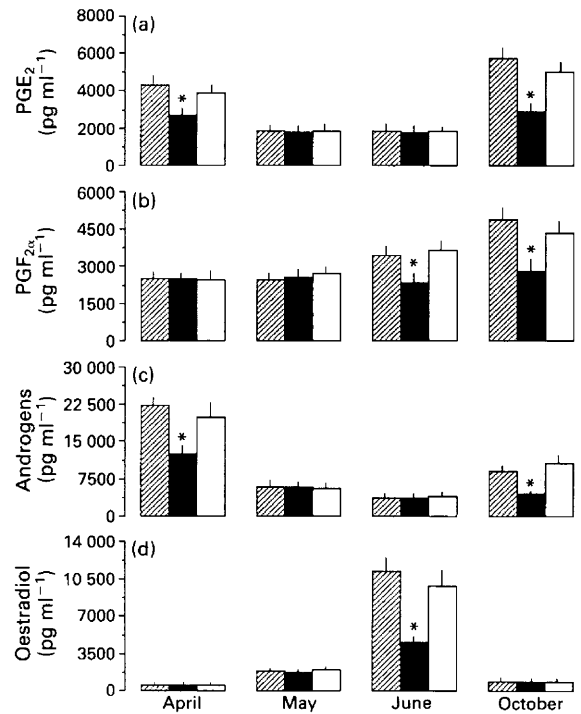 (a)
PGE2
(pg ml−1)
8000
6000
4000
2000
0
*
*
(b)
PGF2α
(pg ml−1)
6000
4500
3000
1500
0
*
*
(c)
Androgens
(pg ml−1)
30 000
22 500
15 000
7500
0
*
*
(d)
Oestradiol
(pg ml−1)
14 000
10 500
7000
3500
0
*
April May June October